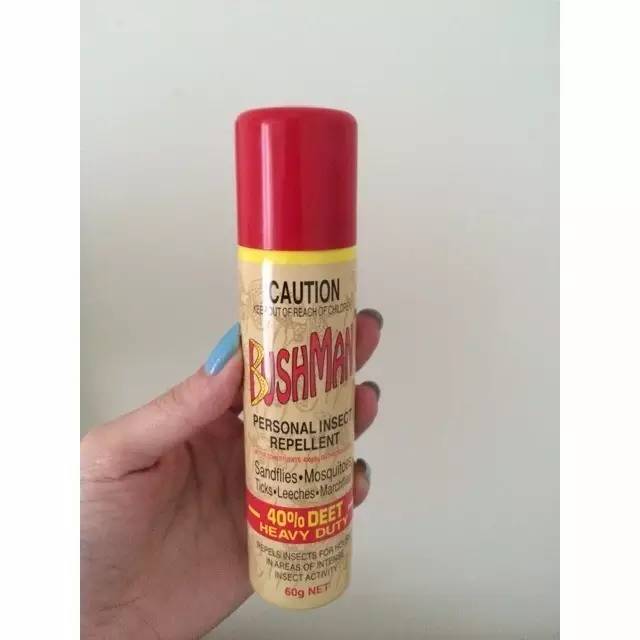 CAUTION
KEEP OUT OF REACH OF CHILDREN
BUSHMAN
PERSONAL INSECT
REPELLENT
Sandflies•Mosquitoes
Ticks•Leeches•Marchflies
40% DEET
HEAVY DUTY
REPELS INSECTS FOR HOURS
IN AREAS OF INTENSE
INSECT ACTIVITY
60g NET